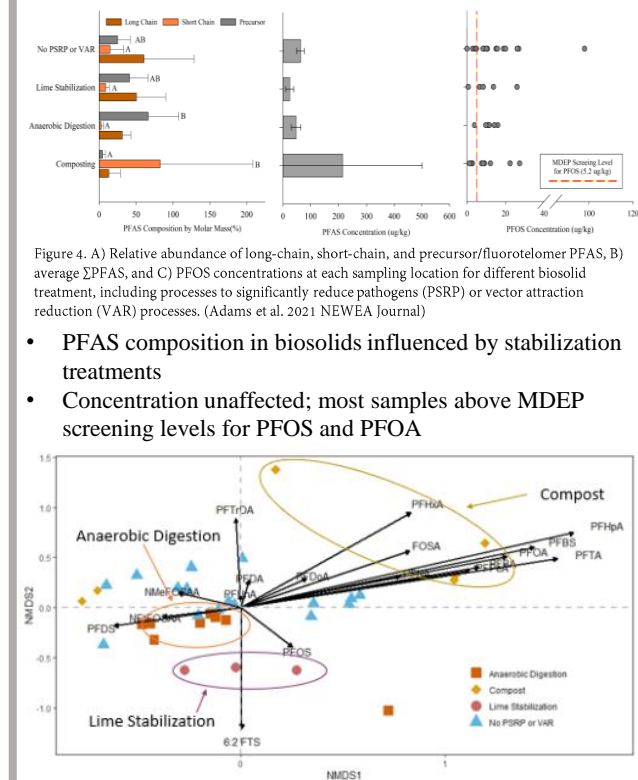 Long Chain Short Chain Precursor
No PSRP or VAR
AB
A
Lime Stabilization
AB
A
Anaerobic Digestion
B
A
Composting
A
B
0 50 100 150 200
PFAS Composition by Molar Mass(%)
0 100 200 300 400 500 600
PFAS Concentration (ug/kg)
MDEP Screeing Level
for PFOS (5.2 ug/kg)
0 10 20 100 120
PFOS Concentration (ug/kg)
Figure 4. A) Relative abundance of long-chain, short-chain, and precursor/fluorotelomer PFAS, B)
average ∑PFAS, and C) PFOS concentrations at each sampling location for different biosolid
treatment, including processes to significantly reduce pathogens (PSRP) or vector attraction
reduction (VAR) processes. (Adams et al. 2021 NEWEA Journal)
• PFAS composition in biosolids influenced by stabilization
treatments
• Concentration unaffected; most samples above MDEP
screening levels for PFOS and PFOA
1.5
1.0
0.5
0.0
-0.5
-1.0
NMDS2
Compost
Anaerobic Digestion
PFTrDA
PFHxA
PFHpA
PFBS
FOSA
PFOA
PFTA
PFDA
PFDoA
NMeFOSAA
PFDS
PFOS
Lime Stabilization
6:2 FTS
Anaerobic Digestion
Compost
Lime Stabilization
No PSRP or VAR
0 1
NMDS1